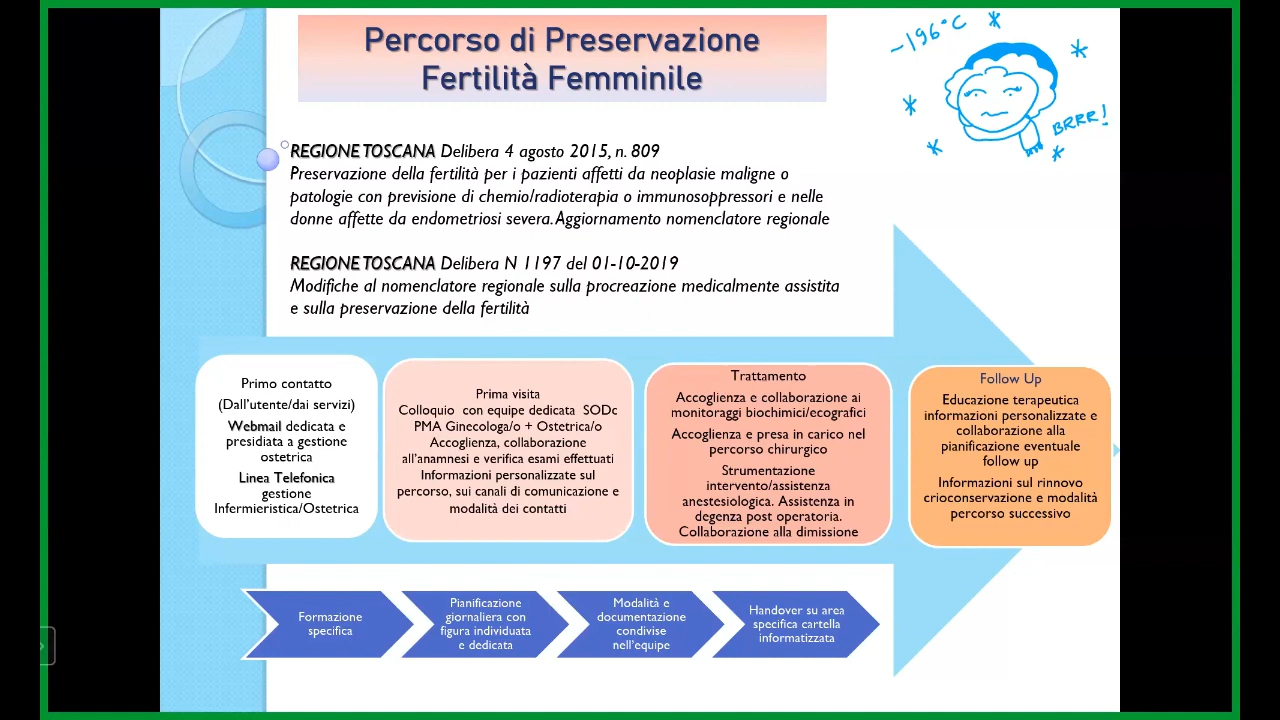 Percorso di Preservazione
Fertilità Femminile
~196°C
BRRR!
REGIONE TOSCANA Delibera 4 agosto 2015, n. 809
Preservazione della fertilità per i pazienti affetti da neoplasie maligne o
patologie con previsione di chemio/radioterapia o immunosoppressori e nelle
donne affette da endometriosi severa. Aggiornamento nomenclatore regionale
REGIONE TOSCANA Delibera N 1197 del 01-10-2019
Modifiche al nomenclatore regionale sulla procreazione medicalmente assistita
e sulla preservazione della fertilità
Primo contatto
(Dall'utente/dai servizi)
Webmail dedicata e
presidiata a gestione
ostetrica
Linea Telefonica
gestione
Infermieristica/Ostetrica
Prima visita
Colloquio con equipe dedicata SODc
PMA Ginecologa/o + Ostetrica/o
Accoglienza, collaborazione
all'anamnesi e verifica esami effettuati
Informazioni personalizzate sul
percorso, sui canali di comunicazione e
modalità dei contatti
Trattamento
Accoglienza e collaborazione ai
monitoraggi biochimici/ecografici
Accoglienza e presa in carico nel
percorso chirurgico
Strumentazione
intervento/assistenza
anestesiologica. Assistenza in
degenza post operatoria.
Collaborazione alla dimissione
Follow Up
Educazione terapeutica
informazioni personalizzate e
collaborazione alla
pianificazione eventuale
follow up
Informazioni sul rinnovo
crioconservazione e modalità
percorso successivo
Formazione
specifica
Pianificazione
giornaliera con
figura individuata
e dedicata
Modalità e
documentazione
condivise
nell'equipe
Handover su area
specifica cartella
informatizzata